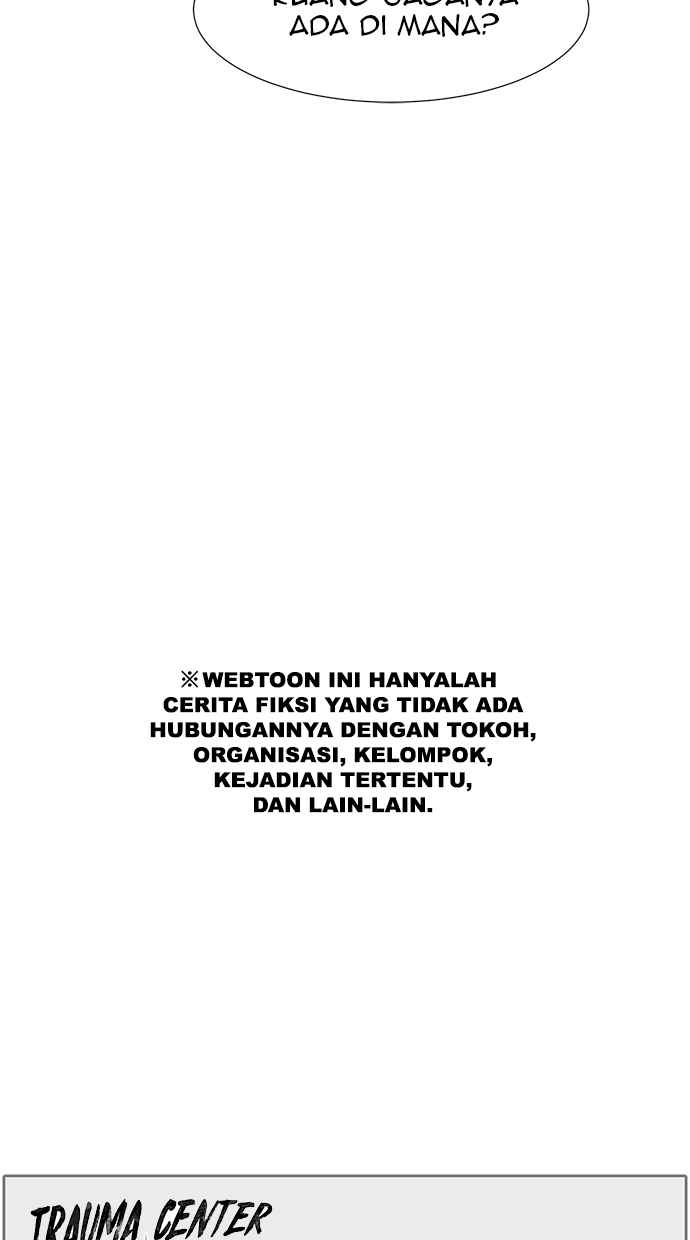 ADA DI MANA?
※WEBTOON INI HANYALAH
CERITA FIKSI YANG TIDAK ADA
HUBUNGANNYA DENGAN TOKOH,
ORGANISASI, KELOMPOK,
KEJADIAN TERTENTU,
DAN LAIN-LAIN.
TRAUMA CENTER